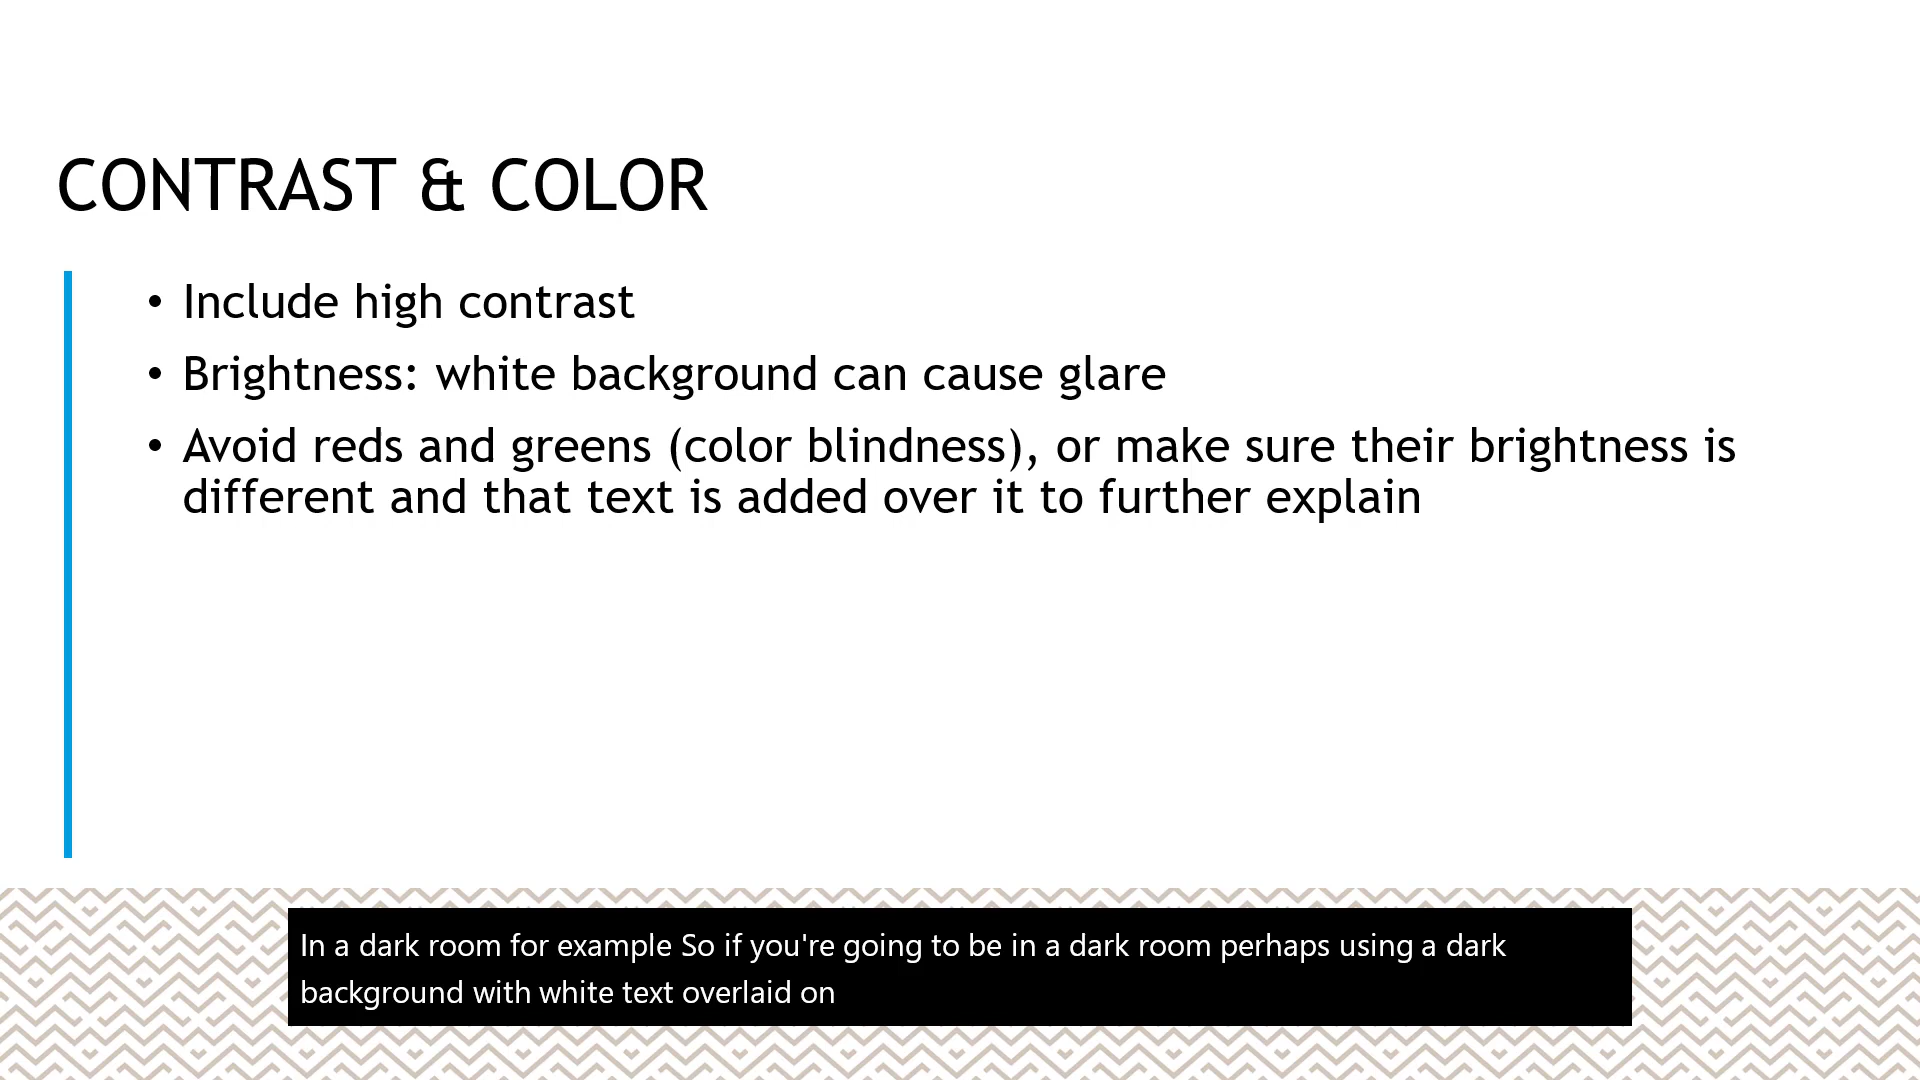 CONTRAST & COLOR
• Include high contrast
• Brightness: white background can cause glare
• Avoid reds and greens (color blindness), or make sure their brightness is
different and that text is added over it to further explain
In a dark room for example So if you're going to be in a dark room perhaps using a dark
background with white text overlaid on